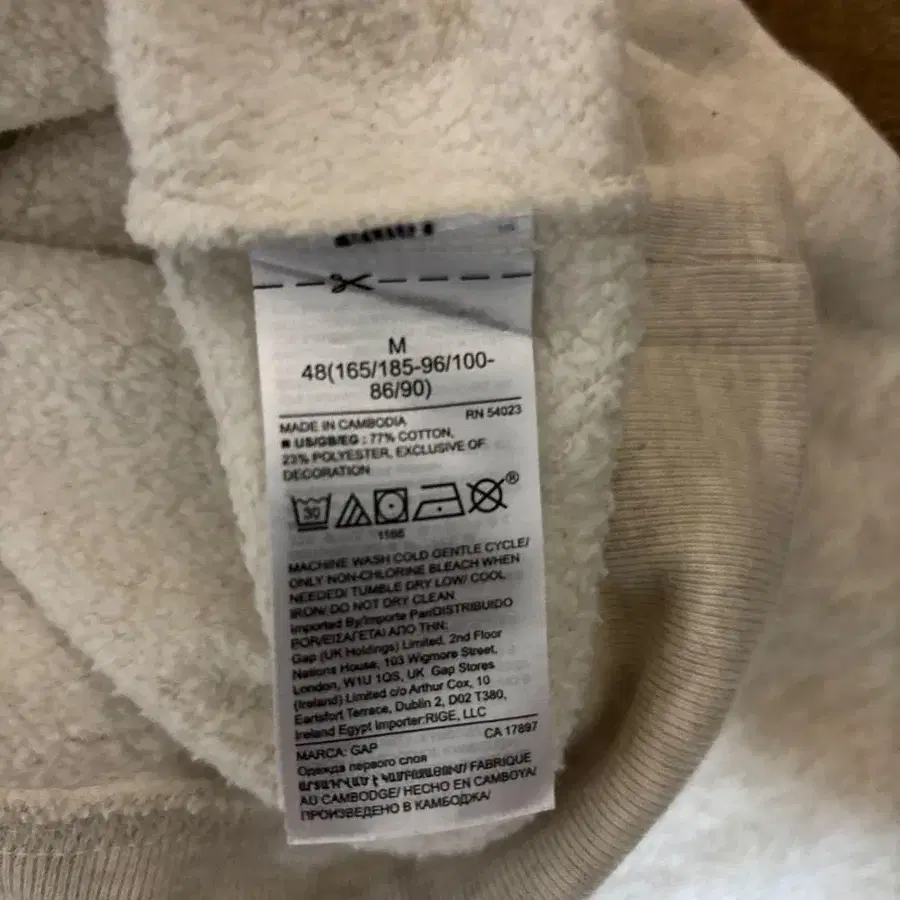 M
48(165/185-96/100-
86/90)
MADE IN CAMBODIA RN 54023
US/GB/EG : 77% COTTON,
23% POLYESTER, EXCLUSIVE OF
DECORATION
30
®
1166
MACHINE WASH COLD GENTLE CYCLE/
ONLY NON-CHLORINE BLEACH WHEN
NEEDED/ TUMBLE DRY LOW/ COOL
IRON/ DO NOT DRY CLEAN
Imported By/Importe Par/DISTRIBUIDO
POR/ΕΙΣΑΓΕΤΑΙ ΑΠΟ ΤΗΝ:
Gap (UK Holdings) Limited, 2nd Floor
Nations House, 103 Wigmore Street,
London, W1U 1QS, UK Gap Stores
(Ireland) Limited c/o Arthur Cox, 10
Earlsfort Terrace, Dublin 2, D02 T380,
Ireland Egypt Importer:RIGE, LLC
MARCA: GAP CA 17897
Одежда первого слоя
FABRIQUE
AU CAMBODGE/ HECHO EN CAMBOYA/
ПРОИЗВЕДЕНО В КАМБОДЖА/